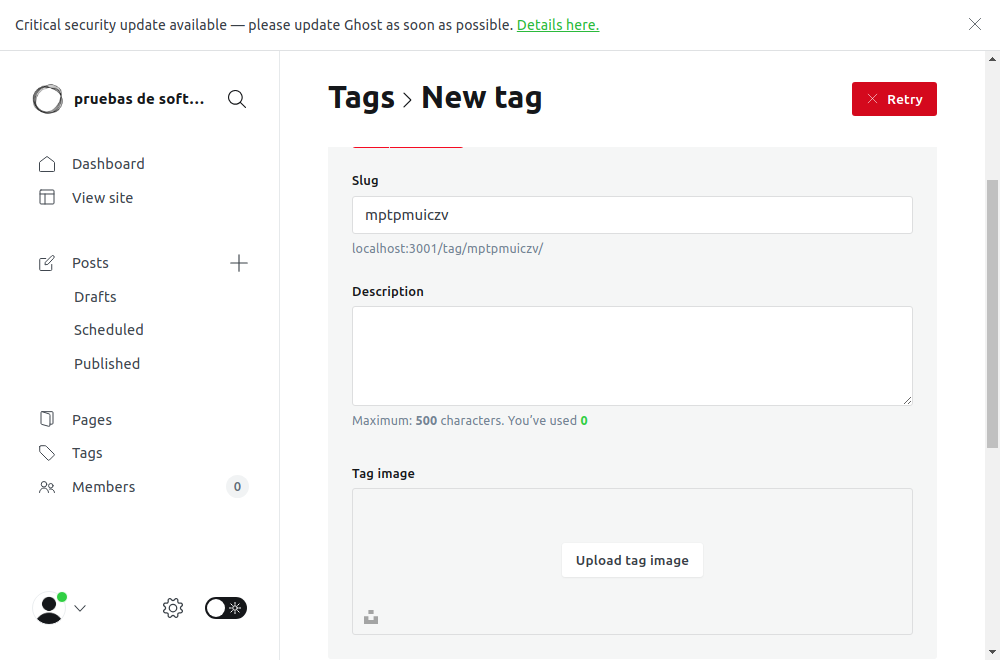 Critical security update available — please update Ghost as soon as possible. Details here.
pruebas de soft...
Tags > New tag
Retry
Dashboard
View site
Posts
Drafts
Scheduled
Published
Pages
Tags
Members 0
Slug
mptpmuiczv
localhost:3001/tag/mptpmuiczv/
Description
Maximum: 500 characters. You've used 0
Tag image
Upload tag image